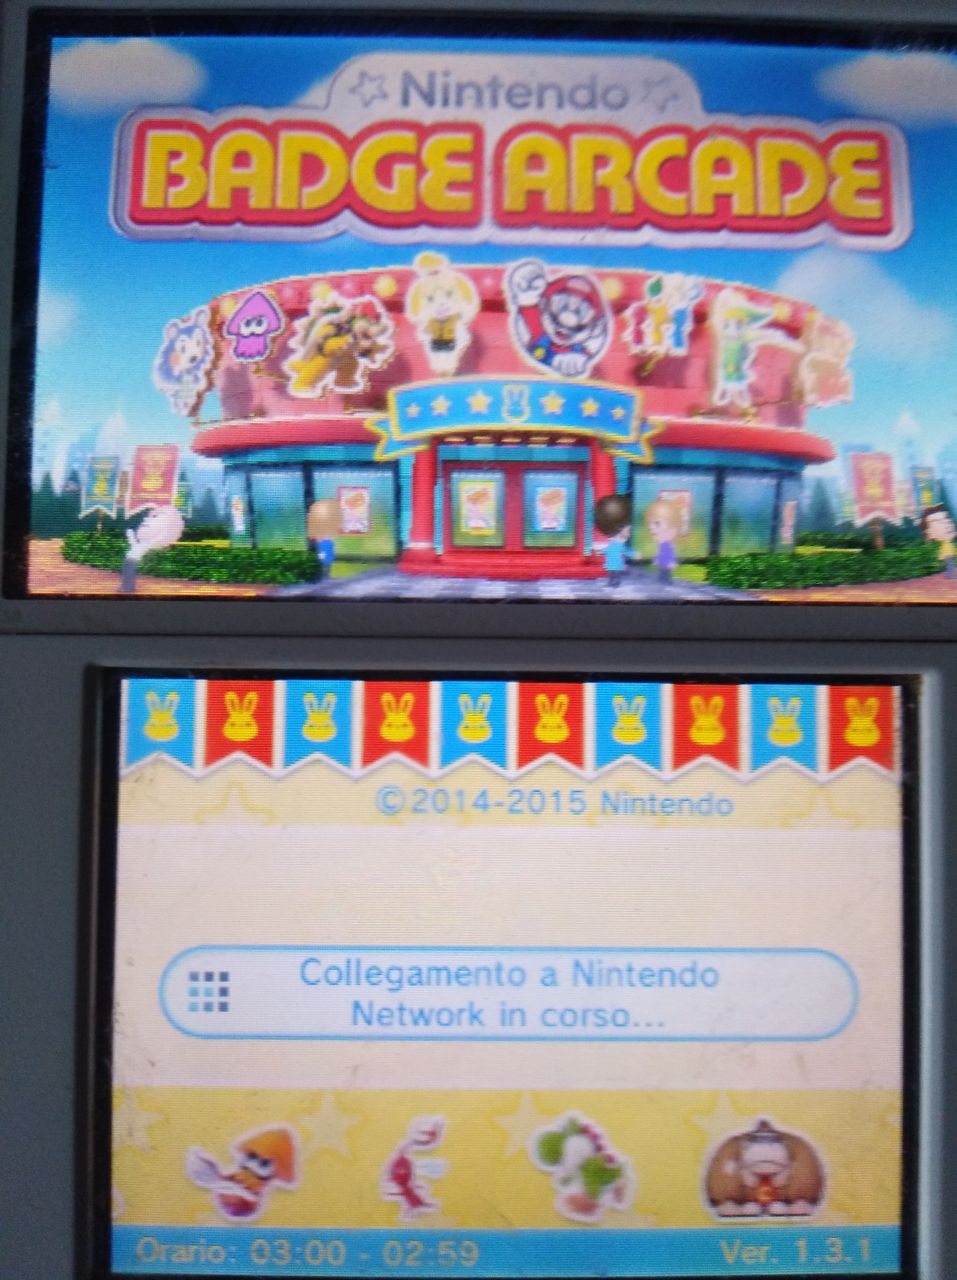 Nintendo
BADGE ARCADE
©2014-2015 Nintendo
Collegamento a Nintendo
Network in corso...
Orario: 03:00 - 02:59
Ver. 1.3.1